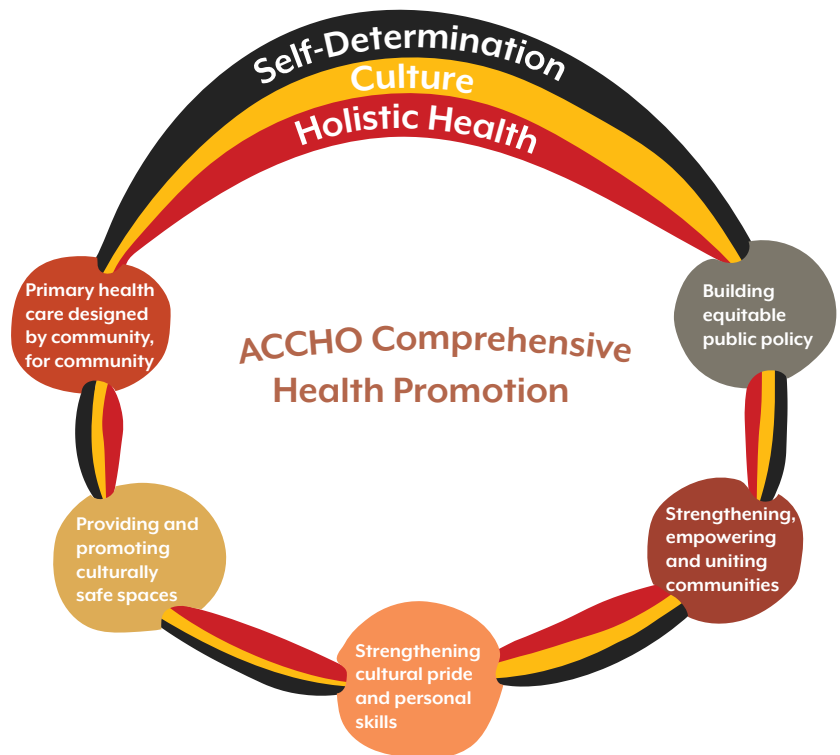 Self-Determination
Culture
Holistic Health
Primary health
care designed
by community,
for community
Building
equitable
public policy
ACCHO Comprehensive
Health Promotion
Providing and
promoting
culturally
safe spaces
Strengthening,
empowering
and uniting
communities
Strengthening
cultural pride
and personal
skills